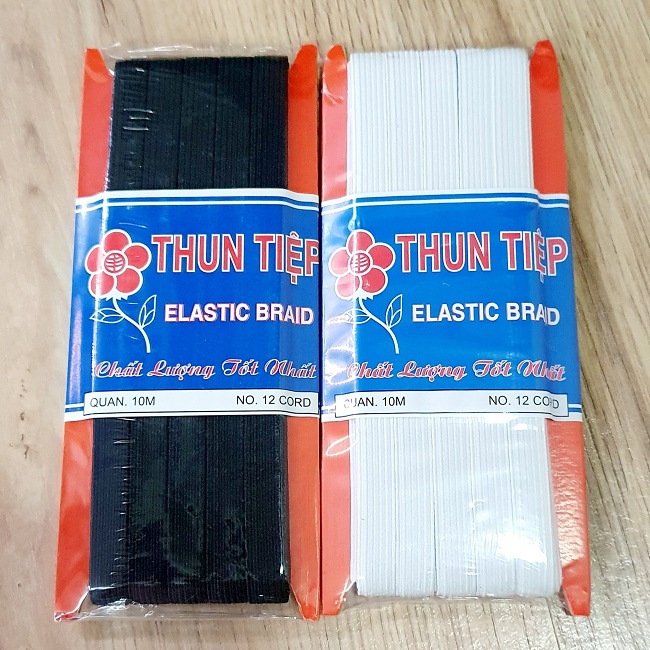 THUN TIỆP
ELASTIC BRAID
Chất Lượng Tốt Nhất
QUAN. 10M NO. 12 CORD
THUN TIỆP
ELASTIC BRAID
Chất Lượng Tốt Nhất
QUAN. 10M NO. 12 CORD